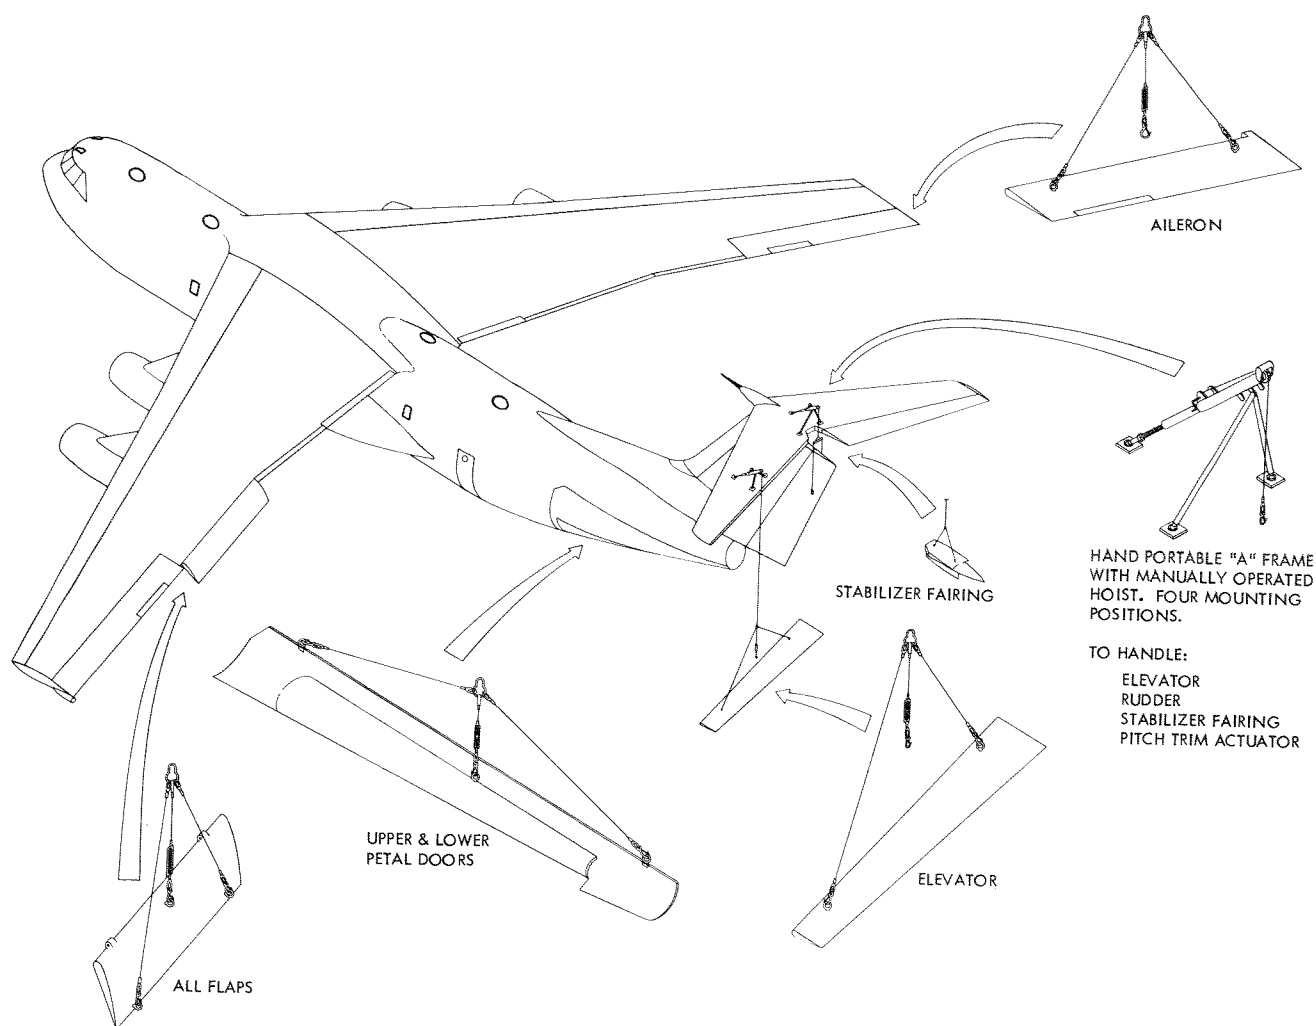 AILERON
HAND PORTABLE "A" FRAME
WITH MANUALLY OPERATED
HOIST. FOUR MOUNTING
POSITIONS.
TO HANDLE:
ELEVATOR
RUDDER
STABILIZER FAIRING
PITCH TRIM ACTUATOR
STABILIZER FAIRING
UPPER & LOWER
PETAL DOORS
ELEVATOR
ALL FLAPS